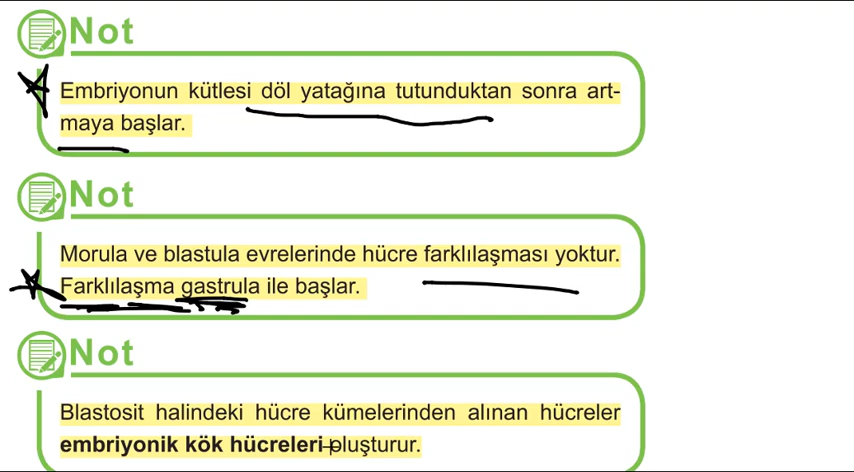 Not
Embriyonun kütlesi döl yatağına tutunduktan sonra art-
maya başlar.
Not
Morula ve blastula evrelerinde hücre farklılaşması yoktur.
Farklılaşma gastrula ile başlar.
Not
Blastosit halindeki hücre kümelerinden alınan hücreler
embriyonik kök hücreleri oluşturur.